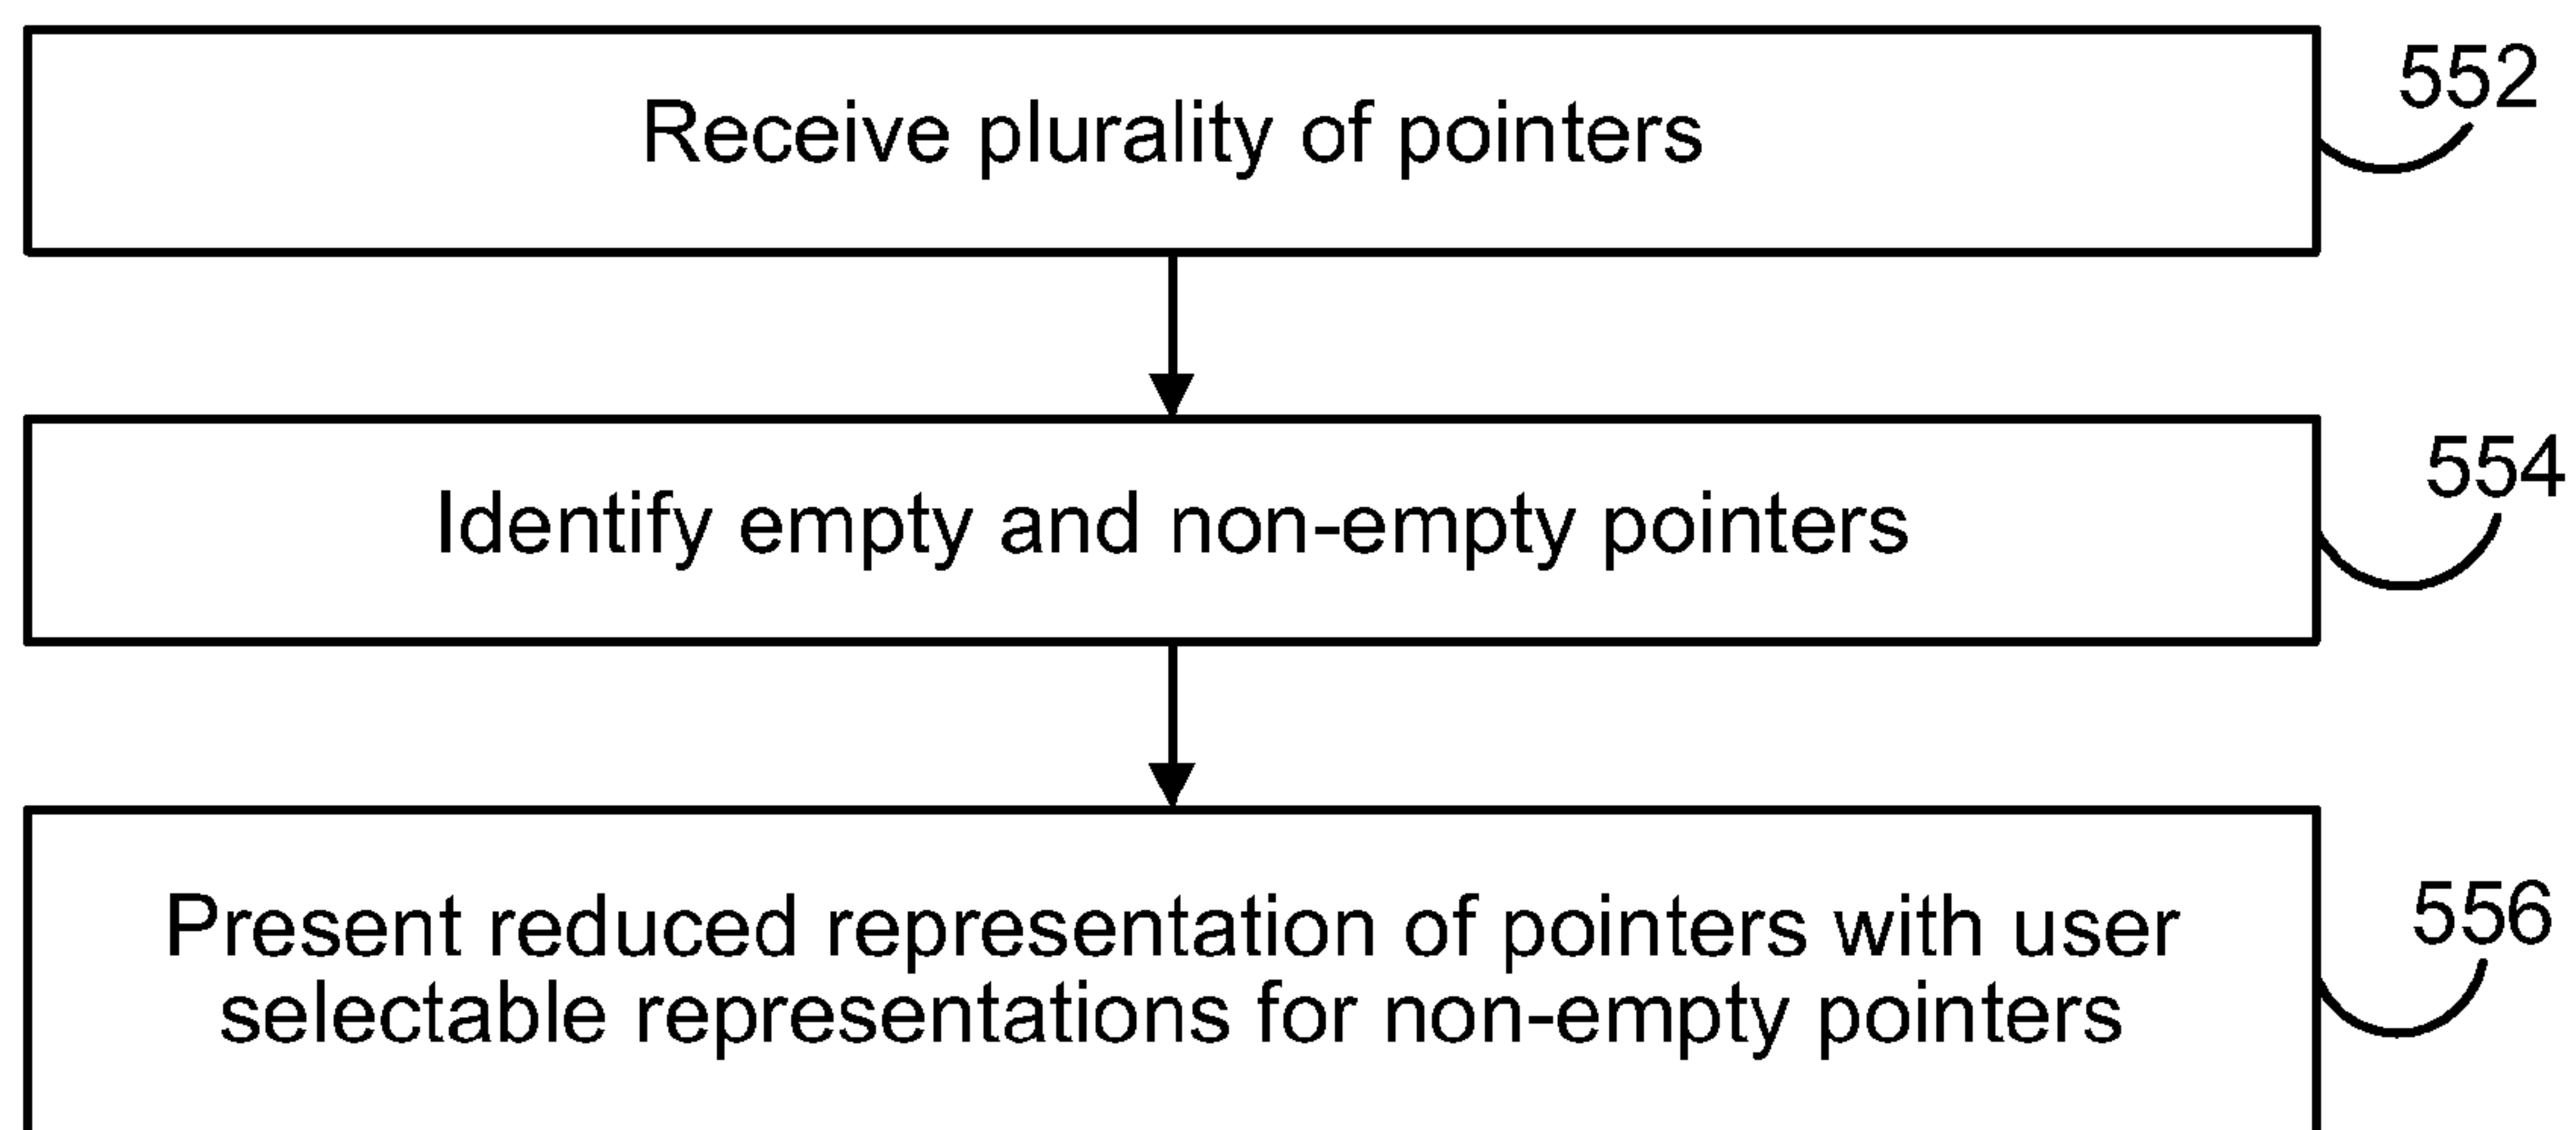 Receive plurality of pointers
552
Identify empty and non-empty pointers
554
Present reduced representation of pointers with user
selectable representations for non-empty pointers
556